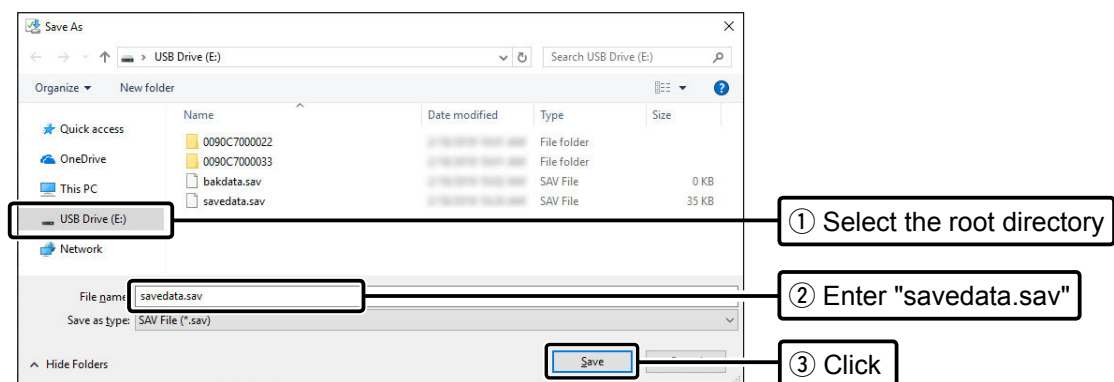 Save As
USB Drive (E:)
Search USB Drive (E:)
Organize
New folder
Name
Date modified
Type
Size
Quick access
OneDrive
This PC
USB Drive (E:)
Network
0090C7000022
File folder
0090C7000033
File folder
bakdata.sav
SAV File
0 KB
savedata.sav
SAV File
35 KB
① Select the root directory
File name
savedata.sav
② Enter "savedata.sav"
Save as type:
SAV File (*.sav)
Hide Folders
Save
③ Click